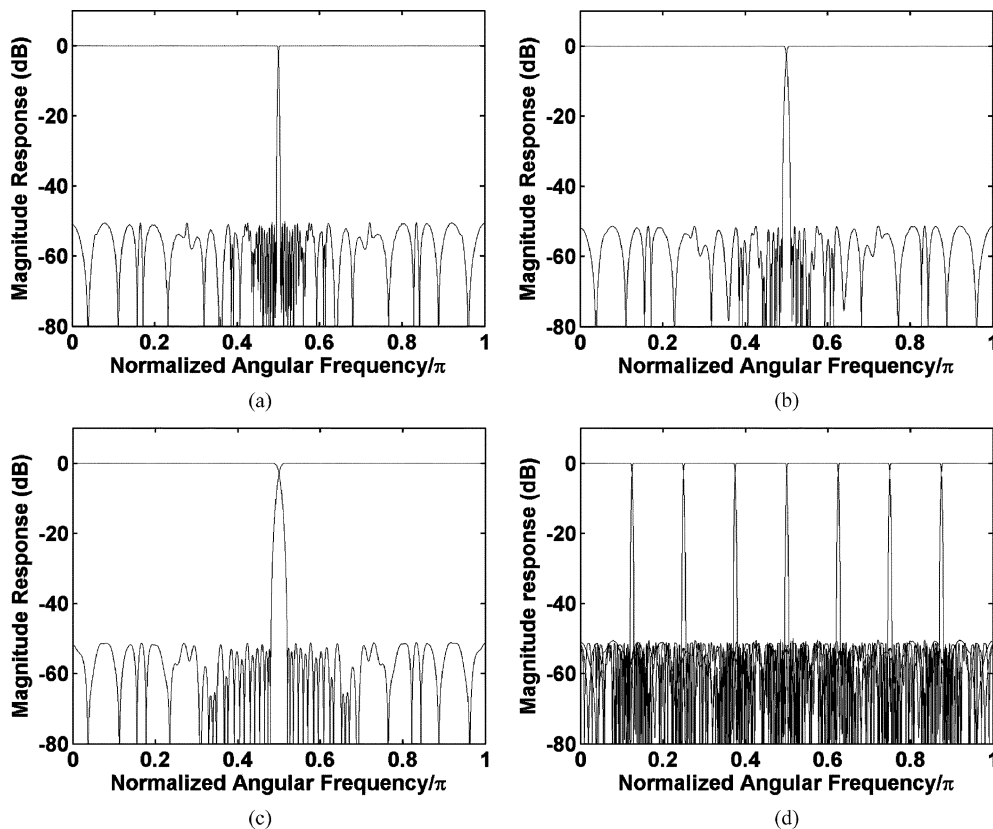 Magnitude Response (dB)
0
-20
-40
-60
-80
0 0.2 0.4 0.6 0.8 1
Normalized Angular Frequency/π
(a)
Magnitude Response (dB)
0
-20
-40
-60
-80
0 0.2 0.4 0.6 0.8 1
Normalized Angular Frequency/π
(b)
Magnitude Response (dB)
0
-20
-40
-60
-80
0 0.2 0.4 0.6 0.8 1
Normalized Angular Frequency/π
(c)
Magnitude response (dB)
0
-20
-40
-60
-80
0 0.2 0.4 0.6 0.8 1
Normalized Angular Frequency/π
(d)